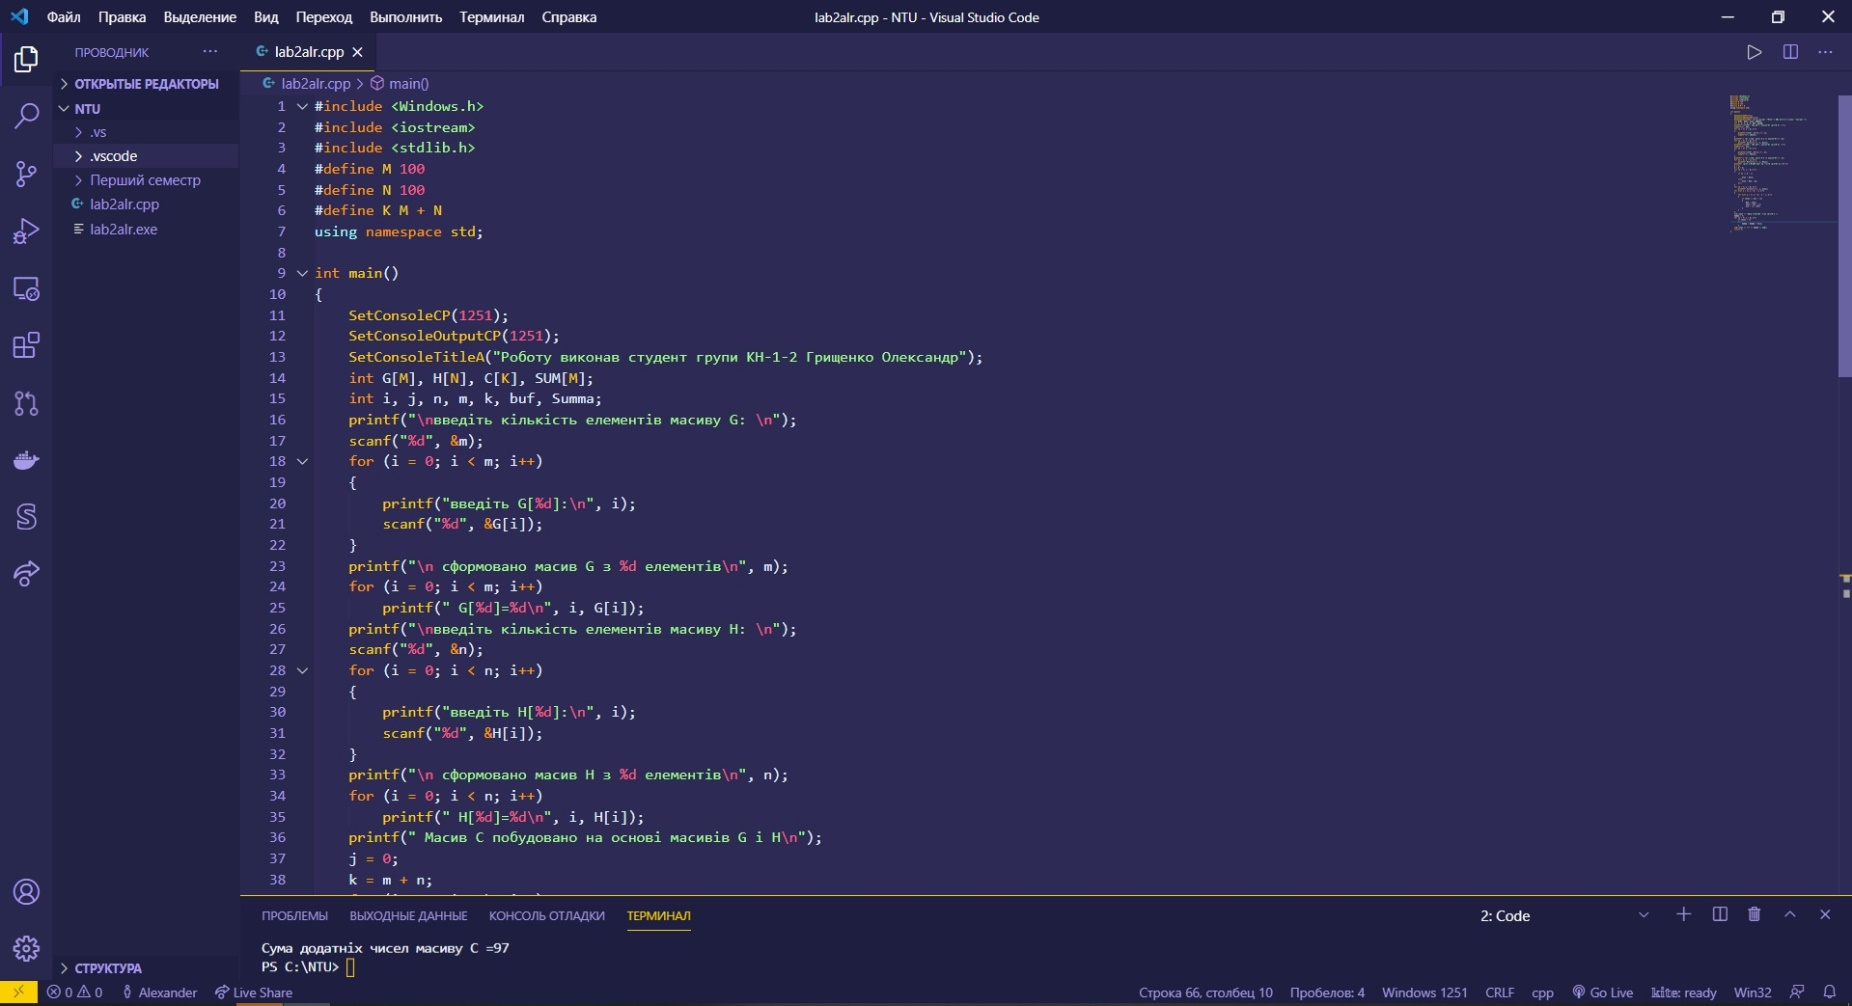 Файл Правка Выделение Вид Переход Выполнить Терминал Справка
lab2alr.cpp - NTU - Visual Studio Code
ПРОВОДНИК
lab2alr.cpp
ОТКРЫТЫЕ РЕДАКТОРЫ
NTU
.vs
.vscode
Перший семестр
lab2alr.cpp
lab2alr.exe
СТРУКТУРА
lab2alr.cpp > main()
1 #include <Windows.h>
2 #include <iostream>
3 #include <stdlib.h>
4 #define M 100
5 #define N 100
6 #define K M + N
7 using namespace std;
8
9 int main()
10 {
11 SetConsoleCP(1251);
12 SetConsoleOutputCP(1251);
13 SetConsoleTitleA("Роботу виконав студент групи КН-1-2 Грищенко Олександр");
14 int G[M], H[N], C[K], SUM[M];
15 int i, j, n, m, k, buf, Summa;
16 printf("\nвведіть кількість елементів масиву G: \n");
17 scanf("%d", &m);
18 for (i = 0; i < m; i++)
19 {
20 printf("введіть G[%d]:\n", i);
21 scanf("%d", &G[i]);
22 }
23 printf("\n сформовано масив G з %d елементів\n", m);
24 for (i = 0; i < m; i++)
25 printf(" G[%d]=%d\n", i, G[i]);
26 printf("\nвведіть кількість елементів масиву H: \n");
27 scanf("%d", &n);
28 for (i = 0; i < n; i++)
29 {
30 printf("введіть H[%d]:\n", i);
31 scanf("%d", &H[i]);
32 }
33 printf("\n сформовано масив H з %d елементів\n", n);
34 for (i = 0; i < n; i++)
35 printf(" H[%d]=%d\n", i, H[i]);
36 printf(" Масив C побудовано на основі масивів G і H\n");
37 j = 0;
38 k = m + n;
ПРОБЛЕМЫ ВЫХОДНЫЕ ДАННЫЕ КОНСОЛЬ ОТЛАДКИ ТЕРМИНАЛ
2: Code
Сума додатніх чисел масиву C =97
PS C:\NTU>
0 0 Alexander Live Share
Строка 66, столбец 10 Пробелов: 4 Windows 1251 CRLF cpp Go Live kite: ready Win32